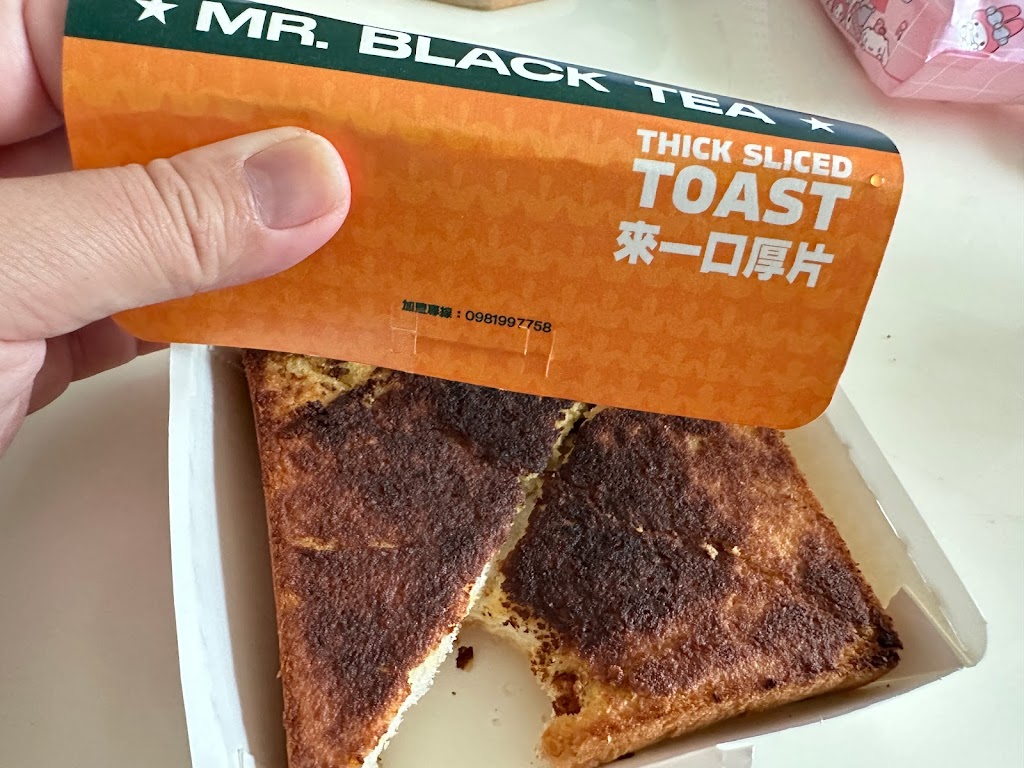 ★ MR. BLACK TEA ★
THICK SLICED
TOAST
來一口厚片
加盟專線：0981997758